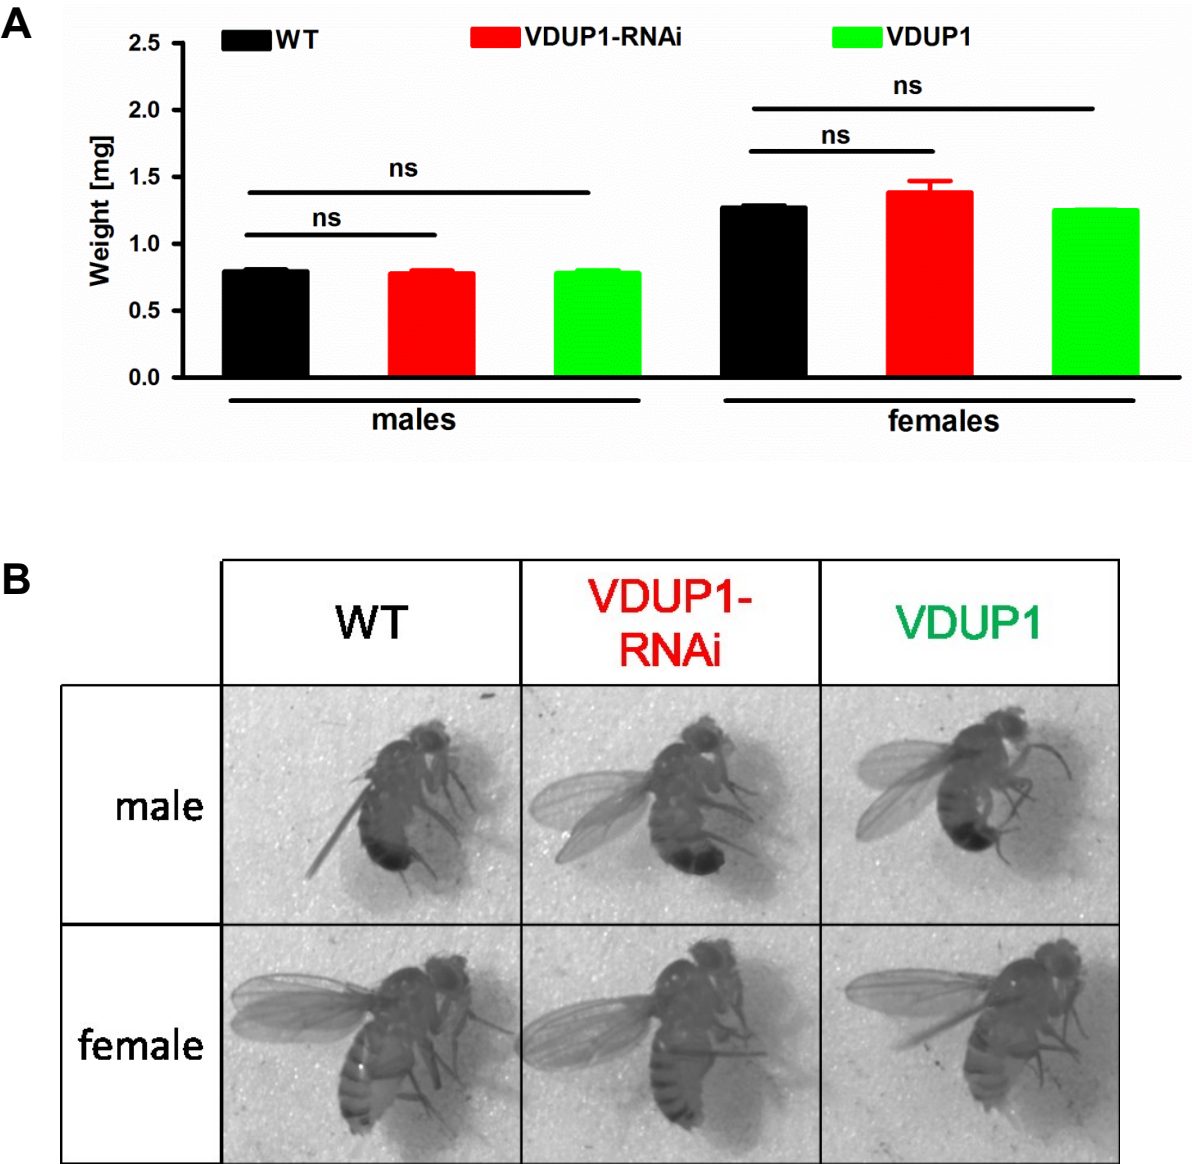 A
WT VDUP1-RNAi VDUP1
2.5
2.0
1.5
1.0
0.5
0.0
Weight [mg]
ns
ns
ns
ns
males females
B
WT VDUP1-RNAi VDUP1
male
female